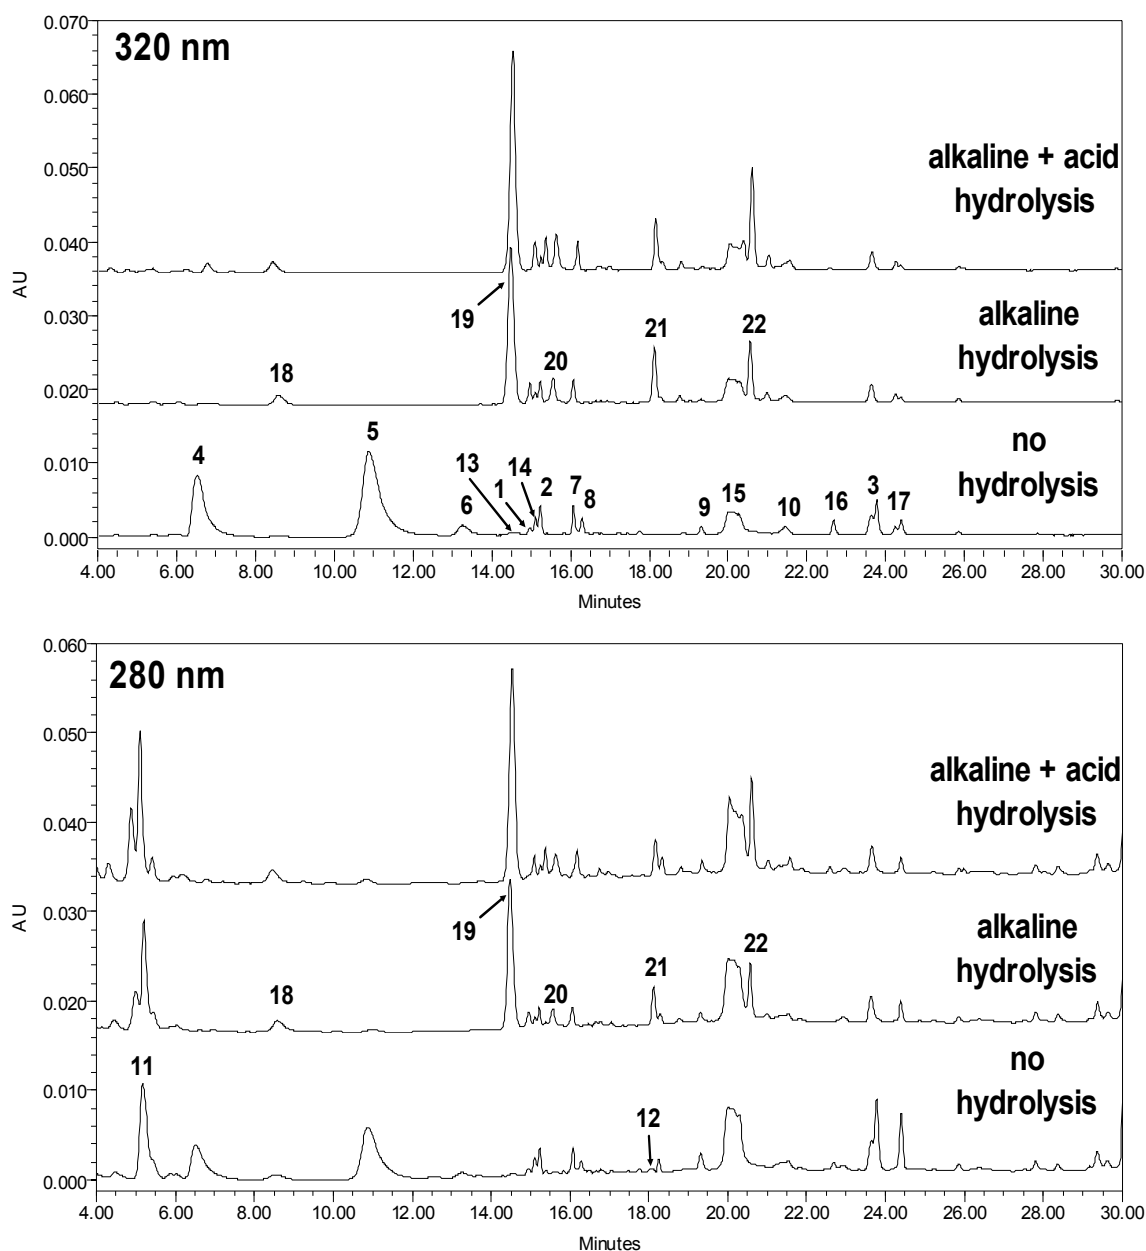 0.070
320 nm
0.060
alkaline + acid
hydrolysis
0.050
0.040
AU
19
0.030
alkaline
hydrolysis
21
22
20
18
0.020
no
hydrolysis
5
4
13
14
1
2
7
8
6
9
15
10
16
3
17
0.010
0.000
4.00 6.00 8.00 10.00 12.00 14.00 16.00 18.00 20.00 22.00 24.00 26.00 28.00 30.00
Minutes
0.060
280 nm
0.050
alkaline + acid
hydrolysis
0.040
AU
19
0.030
alkaline
hydrolysis
22
21
20
18
0.020
no
hydrolysis
11
0.010
12
0.000
4.00 6.00 8.00 10.00 12.00 14.00 16.00 18.00 20.00 22.00 24.00 26.00 28.00 30.00
Minutes